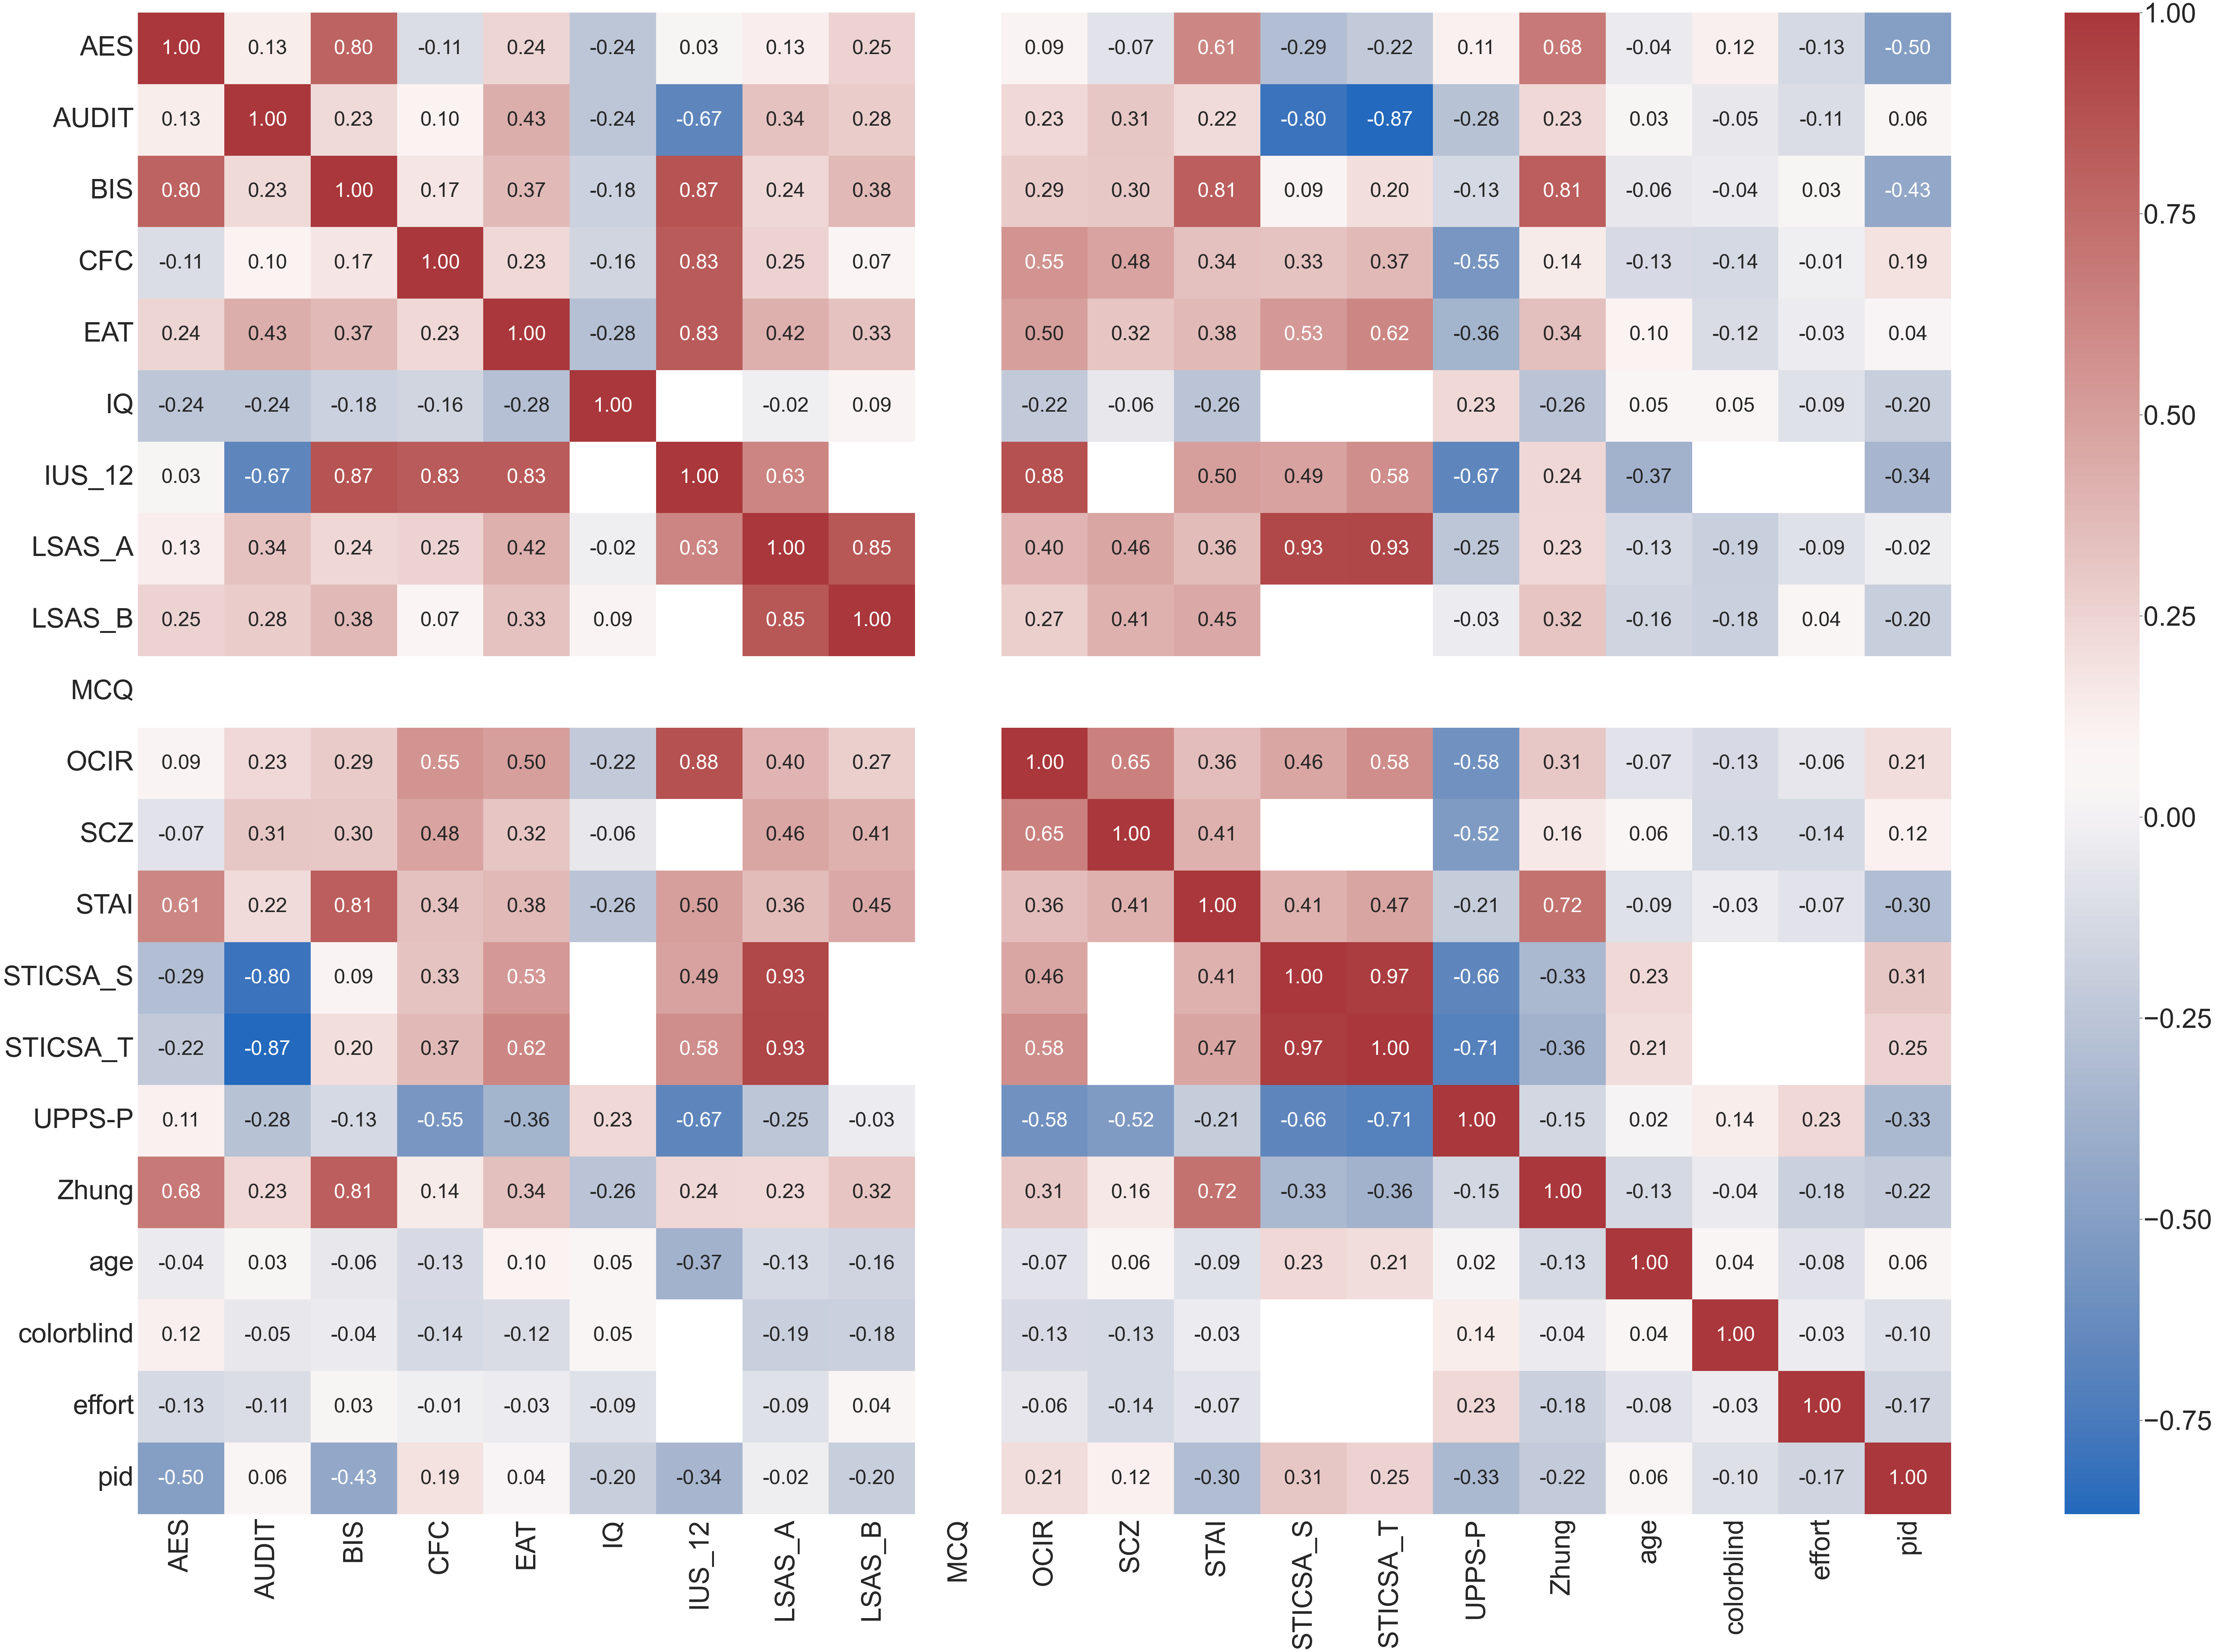 AES 1.00 0.13 0.80 -0.11 0.24 -0.24 0.03 0.13 0.25 0.09 -0.07 0.61 -0.29 -0.22 0.11 0.68 -0.04 0.12 -0.13 -0.50
AUDIT 0.13 1.00 0.23 0.10 0.43 -0.24 -0.67 0.34 0.28 0.23 0.31 0.22 -0.80 -0.87 -0.28 0.23 0.03 -0.05 -0.11 0.06
BIS 0.80 0.23 1.00 0.17 0.37 -0.18 0.87 0.24 0.38 0.29 0.30 0.81 0.09 0.20 -0.13 0.81 -0.06 -0.04 0.03 -0.43
CFC -0.11 0.10 0.17 1.00 0.23 -0.16 0.83 0.25 0.07 0.55 0.48 0.34 0.33 0.37 -0.55 0.14 -0.13 -0.14 -0.01 0.19
EAT 0.24 0.43 0.37 0.23 1.00 -0.28 0.83 0.42 0.33 0.50 0.32 0.38 0.53 0.62 -0.36 0.34 0.10 -0.12 -0.03 0.04
IQ -0.24 -0.24 -0.18 -0.16 -0.28 1.00 -0.02 0.09 -0.22 -0.06 -0.26 0.23 -0.26 0.05 0.05 -0.09 -0.20
IUS_12 0.03 -0.67 0.87 0.83 0.83 1.00 0.63 0.88 0.50 0.49 0.58 -0.67 0.24 -0.37 -0.34
LSAS_A 0.13 0.34 0.24 0.25 0.42 -0.02 0.63 1.00 0.85 0.40 0.46 0.36 0.93 0.93 -0.25 0.23 -0.13 -0.19 -0.09 -0.02
LSAS_B 0.25 0.28 0.38 0.07 0.33 0.09 0.85 1.00 0.27 0.41 0.45 -0.03 0.32 -0.16 -0.18 0.04 -0.20
MCQ
OCIR 0.09 0.23 0.29 0.55 0.50 -0.22 0.88 0.40 0.27 1.00 0.65 0.36 0.46 0.58 -0.58 0.31 -0.07 -0.13 -0.06 0.21
SCZ -0.07 0.31 0.30 0.48 0.32 -0.06 0.46 0.41 0.65 1.00 0.41 -0.52 0.16 0.06 -0.13 -0.14 0.12
STAI 0.61 0.22 0.81 0.34 0.38 -0.26 0.50 0.36 0.45 0.36 0.41 1.00 0.41 0.47 -0.21 0.72 -0.09 -0.03 -0.07 -0.30
STICSA_S -0.29 -0.80 0.09 0.33 0.53 0.49 0.93 0.46 0.41 1.00 0.97 -0.66 -0.33 0.23 0.31
STICSA_T -0.22 -0.87 0.20 0.37 0.62 0.58 0.93 0.58 0.47 0.97 1.00 -0.71 -0.36 0.21 0.25
UPPS-P 0.11 -0.28 -0.13 -0.55 -0.36 0.23 -0.67 -0.25 -0.03 -0.58 -0.52 -0.21 -0.66 -0.71 1.00 -0.15 0.02 0.14 0.23 -0.33
Zhung 0.68 0.23 0.81 0.14 0.34 -0.26 0.24 0.23 0.32 0.31 0.16 0.72 -0.33 -0.36 -0.15 1.00 -0.13 -0.04 -0.18 -0.22
age -0.04 0.03 -0.06 -0.13 0.10 0.05 -0.37 -0.13 -0.16 -0.07 0.06 -0.09 0.23 0.21 0.02 -0.13 1.00 0.04 -0.08 0.06
colorblind 0.12 -0.05 -0.04 -0.14 -0.12 0.05 -0.19 -0.18 -0.13 -0.13 -0.03 0.14 -0.04 0.04 1.00 -0.03 -0.10
effort -0.13 -0.11 0.03 -0.01 -0.03 -0.09 -0.09 0.04 -0.06 -0.14 -0.07 0.23 -0.18 -0.08 -0.03 1.00 -0.17
pid -0.50 0.06 -0.43 0.19 0.04 -0.20 -0.34 -0.02 -0.20 0.21 0.12 -0.30 0.31 0.25 -0.33 -0.22 0.06 -0.10 -0.17 1.00
AES AUDIT BIS CFC EAT IQ IUS_12 LSAS_A LSAS_B MCQ OCIR SCZ STAI STICSA_S STICSA_T UPPS-P Zhung age colorblind effort pid
1.00
0.75
0.50
0.25
0.00
−0.25
−0.50
−0.75